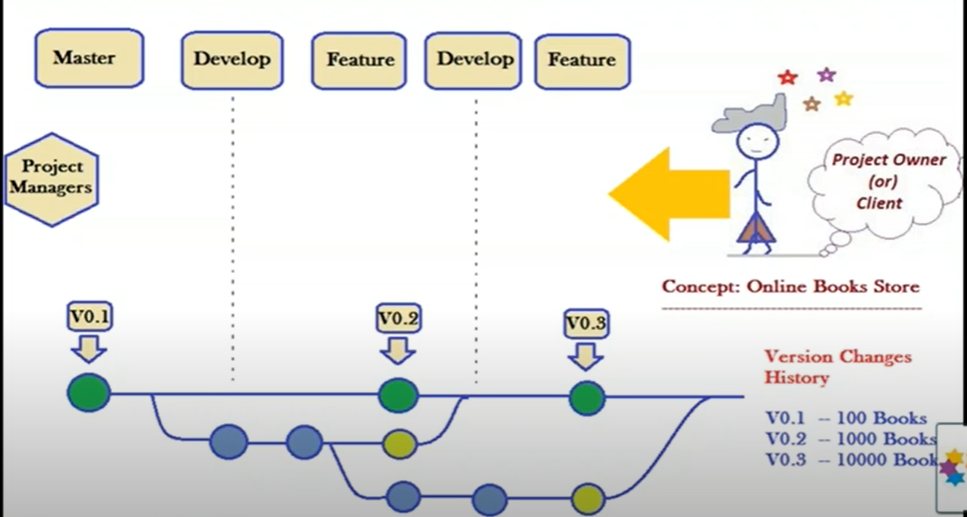 Master
Develop
Feature
Develop
Feature
Project
Managers
Project Owner
(or)
Client
Concept: Online Books Store
V0.1
V0.2
V0.3
Version Changes
History
V0.1 – 100 Books
V0.2 – 1000 Books
V0.3 – 10000 Book